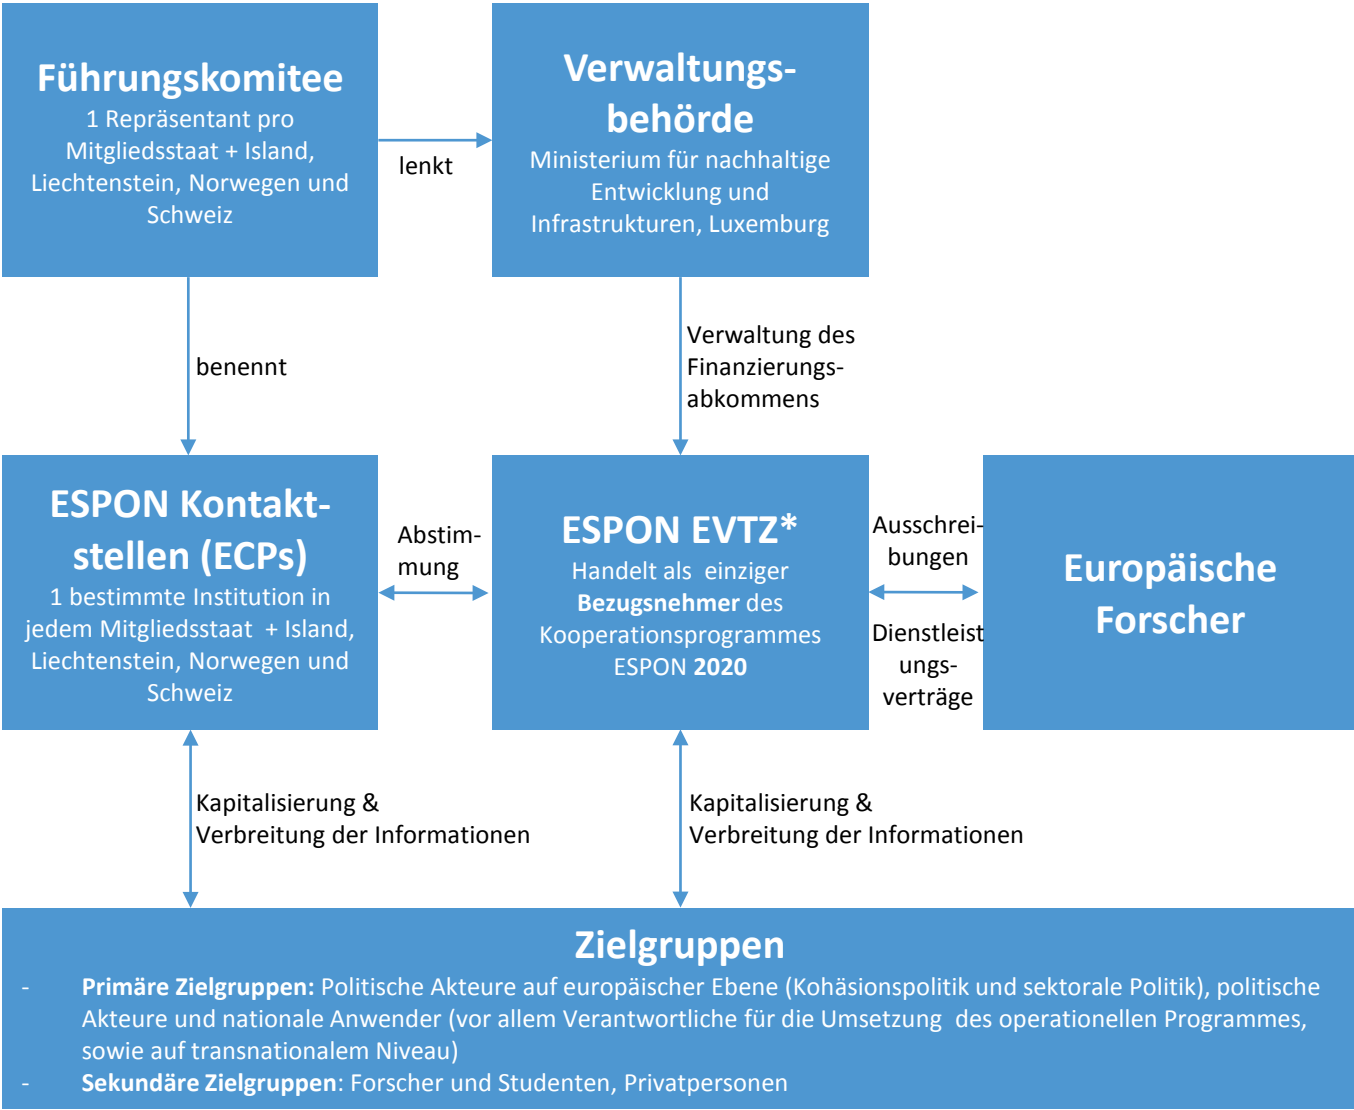 Führungskomitee
1 Repräsentant pro
Mitgliedsstaat + Island,
Liechtenstein, Norwegen und
Schweiz
lenkt
Verwaltungs-
behörde
Ministerium für nachhaltige
Entwicklung und
Infrastrukturen, Luxemburg
benennt
Verwaltung des
Finanzierungs-
abkommens
ESPON Kontakt-
stellen (ECPs)
1 bestimmte Institution in
jedem Mitgliedsstaat + Island,
Liechtenstein, Norwegen und
Schweiz
Abstim-
mung
ESPON EVTZ*
Handelt als einziger
Bezugsnehmer des
Kooperationsprogrammes
ESPON 2020
Ausschrei-
bungen
Dienstleist
ungs-
verträge
Europäische
Forscher
Kapitalisierung &
Verbreitung der Informationen
Kapitalisierung &
Verbreitung der Informationen
Zielgruppen
- Primäre Zielgruppen: Politische Akteure auf europäischer Ebene (Kohäsionspolitik und sektorale Politik), politische
Akteure und nationale Anwender (vor allem Verantwortliche für die Umsetzung des operationellen Programmes,
sowie auf transnationalem Niveau)
- Sekundäre Zielgruppen: Forscher und Studenten, Privatpersonen